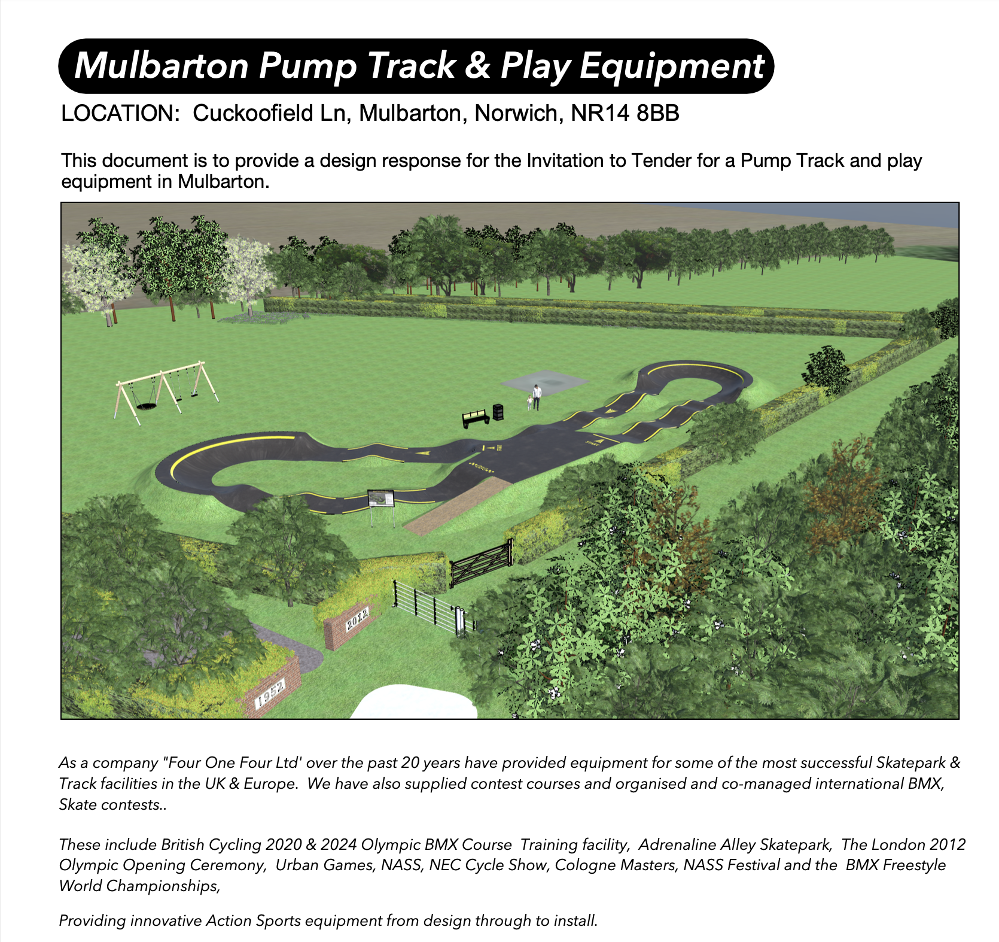 Mulbarton Pump Track & Play Equipment
LOCATION:  Cuckoofield Ln, Mulbarton, Norwich, NR14 8BB
This document is to provide a design response for the Invitation to Tender for a Pump Track and play
equipment in Mulbarton.
START
2012
1952
As a company "Four One Four Ltd' over the past 20 years have provided equipment for some of the most successful Skatepark &
Track facilities in the UK & Europe.  We have also supplied contest courses and organised and co-managed international BMX,
Skate contests..
These include British Cycling 2020 & 2024 Olympic BMX Course  Training facility,  Adrenaline Alley Skatepark,  The London 2012
Olympic Opening Ceremony,  Urban Games, NASS, NEC Cycle Show, Cologne Masters, NASS Festival and the  BMX Freestyle
World Championships,
Providing innovative Action Sports equipment from design through to install.